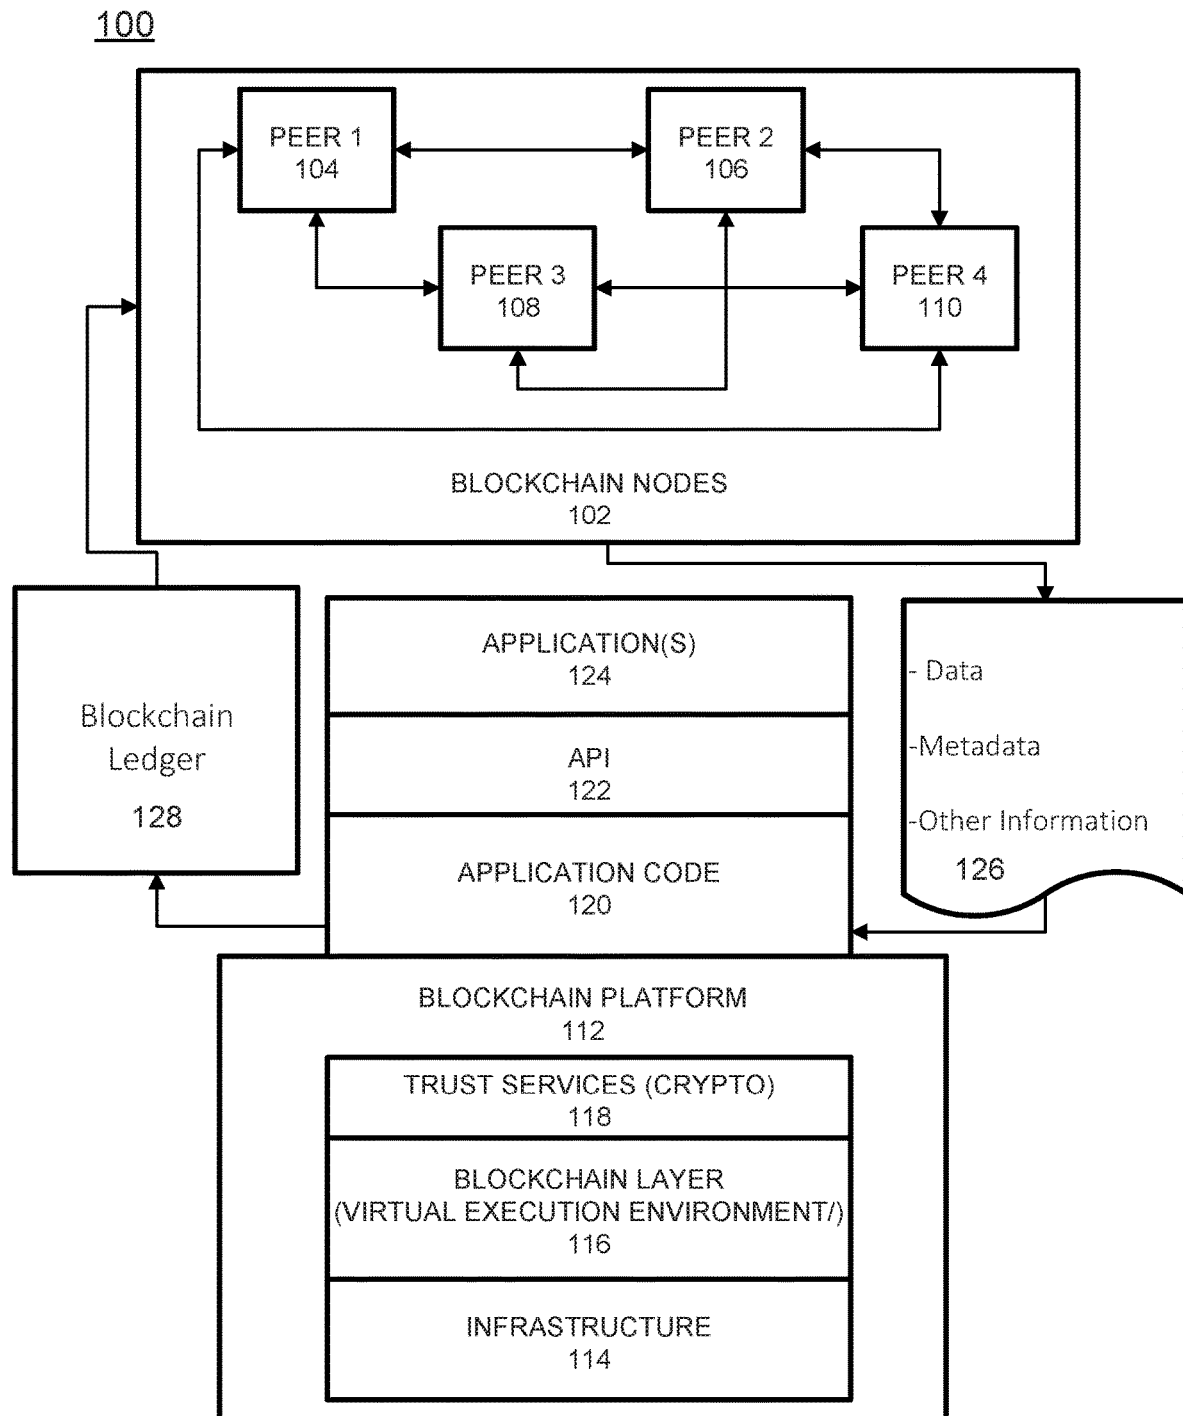 100
PEER 1
104
PEER 2
106
PEER 3
108
PEER 4
110
BLOCKCHAIN NODES
102
Blockchain
Ledger
128
APPLICATION(S)
124
API
122
APPLICATION CODE
120
- Data
-Metadata
-Other Information
126
BLOCKCHAIN PLATFORM
112
TRUST SERVICES (CRYPTO)
118
BLOCKCHAIN LAYER
(VIRTUAL EXECUTION ENVIRONMENT/)
116
INFRASTRUCTURE
114